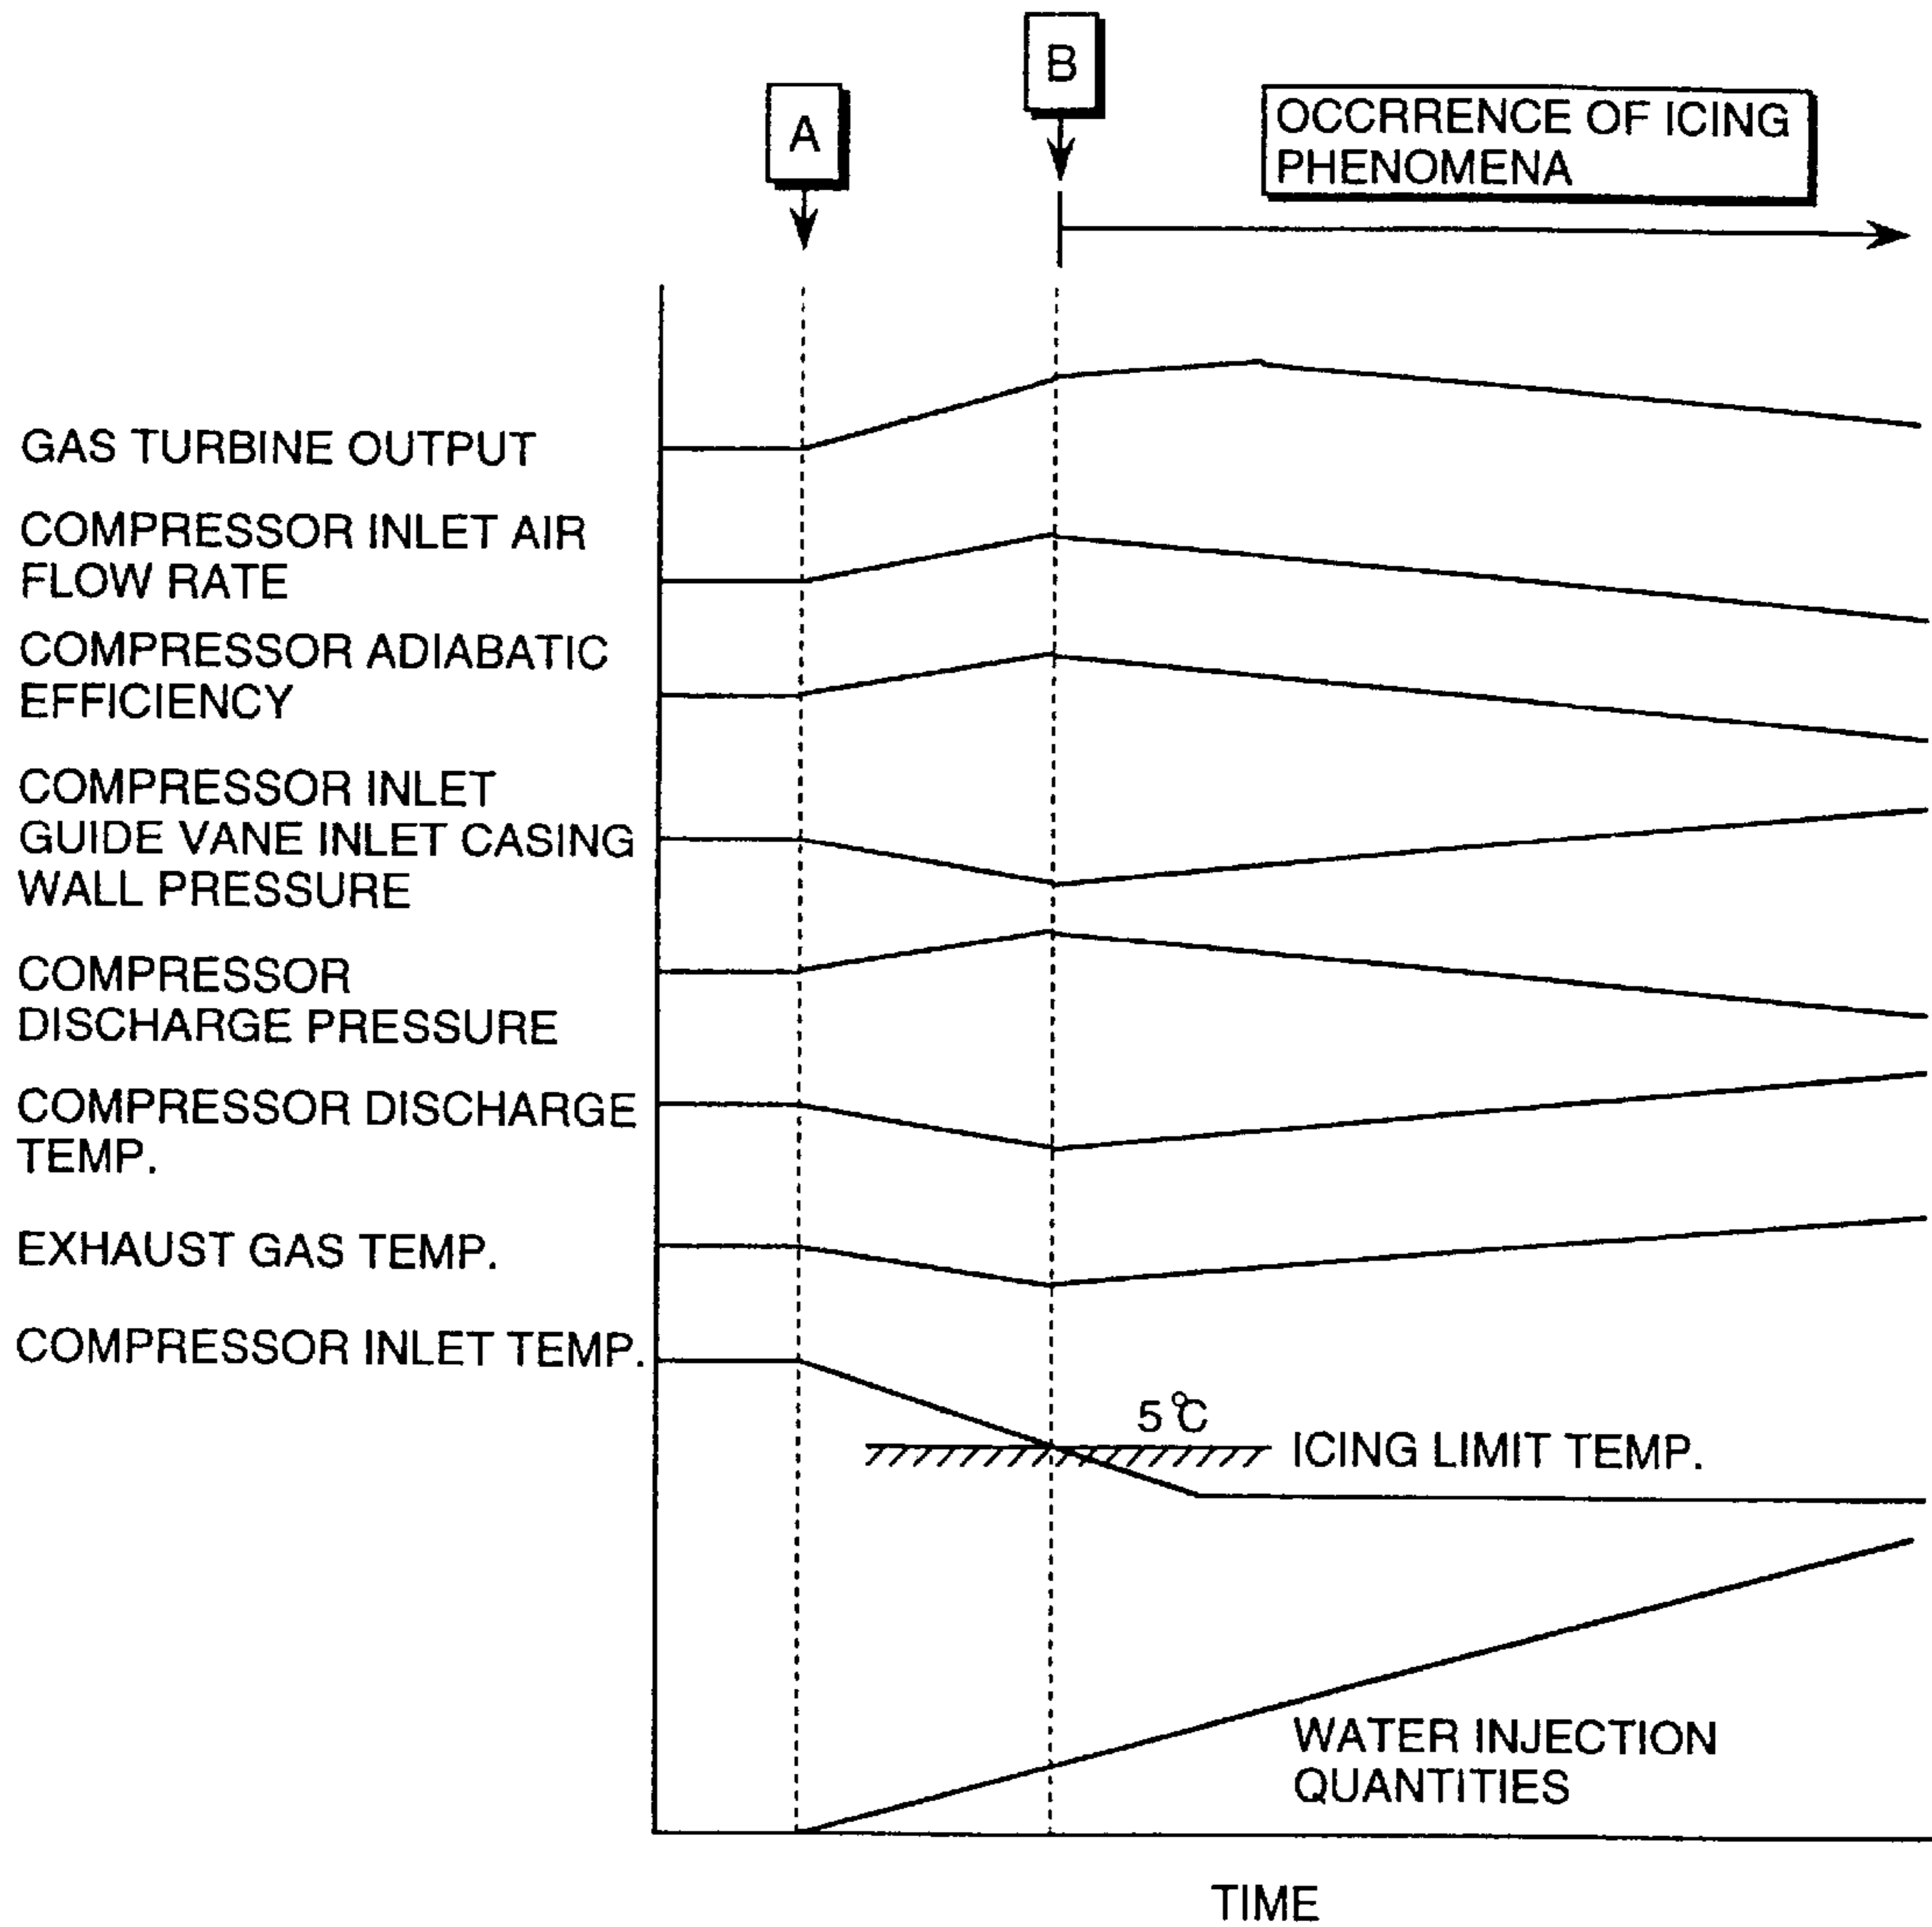 B
A
OCCRRENCE OF ICING
PHENOMENA
GAS TURBINE OUTPUT
COMPRESSOR INLET AIR
FLOW RATE
COMPRESSOR ADIABATIC
EFFICIENCY
COMPRESSOR INLET
GUIDE VANE INLET CASING
WALL PRESSURE
COMPRESSOR
DISCHARGE PRESSURE
COMPRESSOR DISCHARGE
TEMP.
EXHAUST GAS TEMP.
COMPRESSOR INLET TEMP.
5°C
ICING LIMIT TEMP.
WATER INJECTION
QUANTITIES
TIME